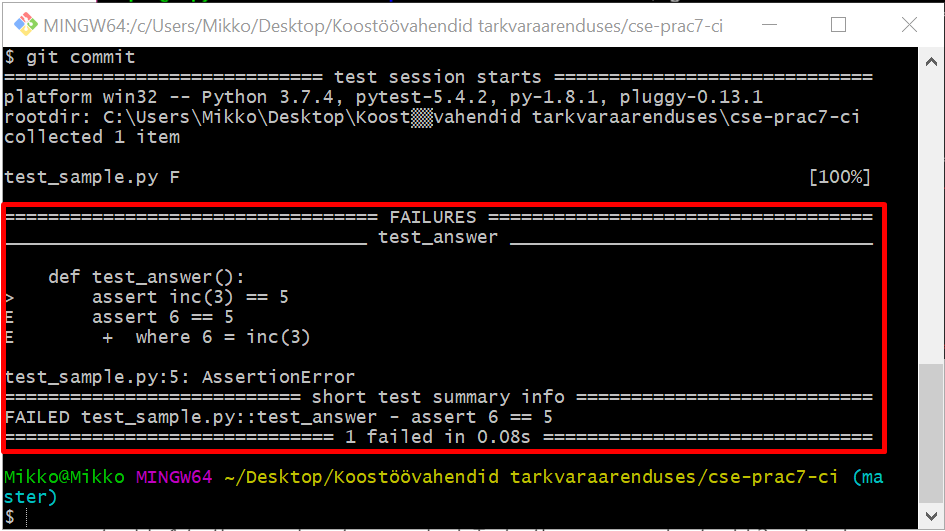 MINGW64:/c/Users/Mikko/Desktop/Koostöövahendid tarkvaraarenduses/cse-prac7-ci
$ git commit
============================= test session starts =============================
platform win32 -- Python 3.7.4, pytest-5.4.2, py-1.8.1, pluggy-0.13.1
rootdir: C:\Users\Mikko\Desktop\Koost▒▒vahendid tarkvaraarenduses\cse-prac7-ci
collected 1 item
test_sample.py F                                                         [100%]
================================== FAILURES ===================================
_________________________________ test_answer _________________________________
    def test_answer():
>       assert inc(3) == 5
E       assert 6 == 5
E        +  where 6 = inc(3)
test_sample.py:5: AssertionError
=========================== short test summary info ===========================
FAILED test_sample.py::test_answer - assert 6 == 5
============================== 1 failed in 0.08s ==============================
Mikko@Mikko MINGW64 ~/Desktop/Koostöövahendid tarkvaraarenduses/cse-prac7-ci (ma
ster)
$